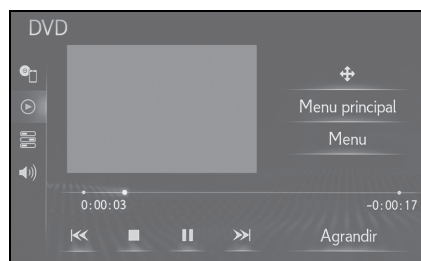 DVD
Menu principal
Menu
0:00:03
-0:00:17
Agrandir